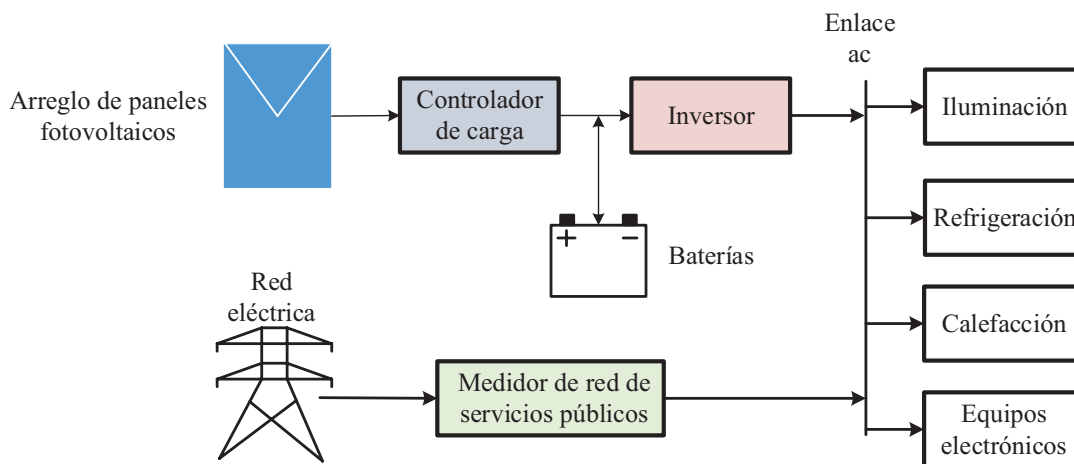 Enlace
ac
Arreglo de paneles
fotovoltaicos
Controlador
de carga
Inversor
Iluminación
Refrigeración
+ −
Baterías
Red
eléctrica
Calefacción
Medidor de red de
servicios públicos
Equipos
electrónicos